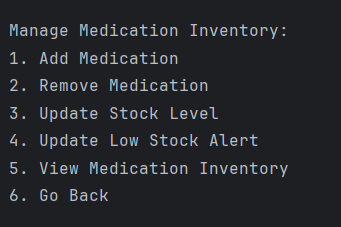 Manage Medication Inventory:
1. Add Medication
2. Remove Medication
3. Update Stock Level
4. Update Low Stock Alert
5. View Medication Inventory
6. Go Back